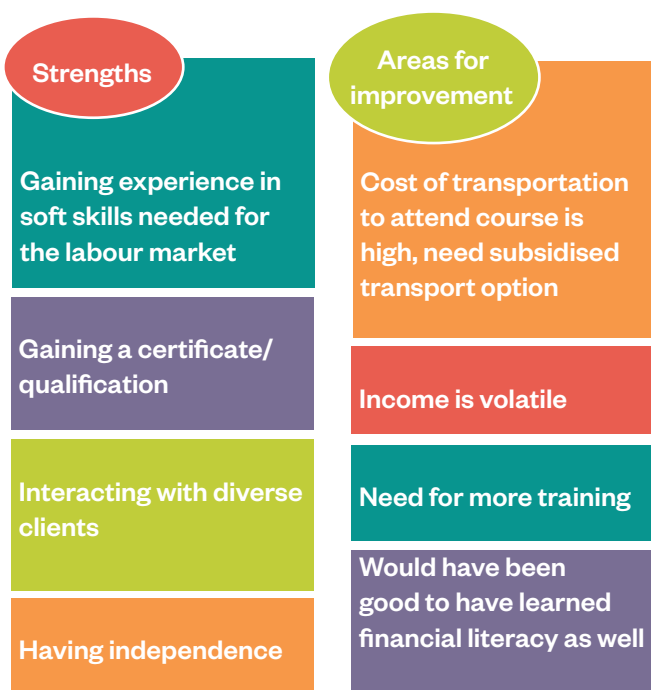 Strengths
Gaining experience in
soft skills needed for
the labour market
Gaining a certificate/
qualification
Interacting with diverse
clients
Having independence
Areas for
improvement
Cost of transportation
to attend course is
high, need subsidised
transport option
Income is volatile
Need for more training
Would have been
good to have learned
financial literacy as well